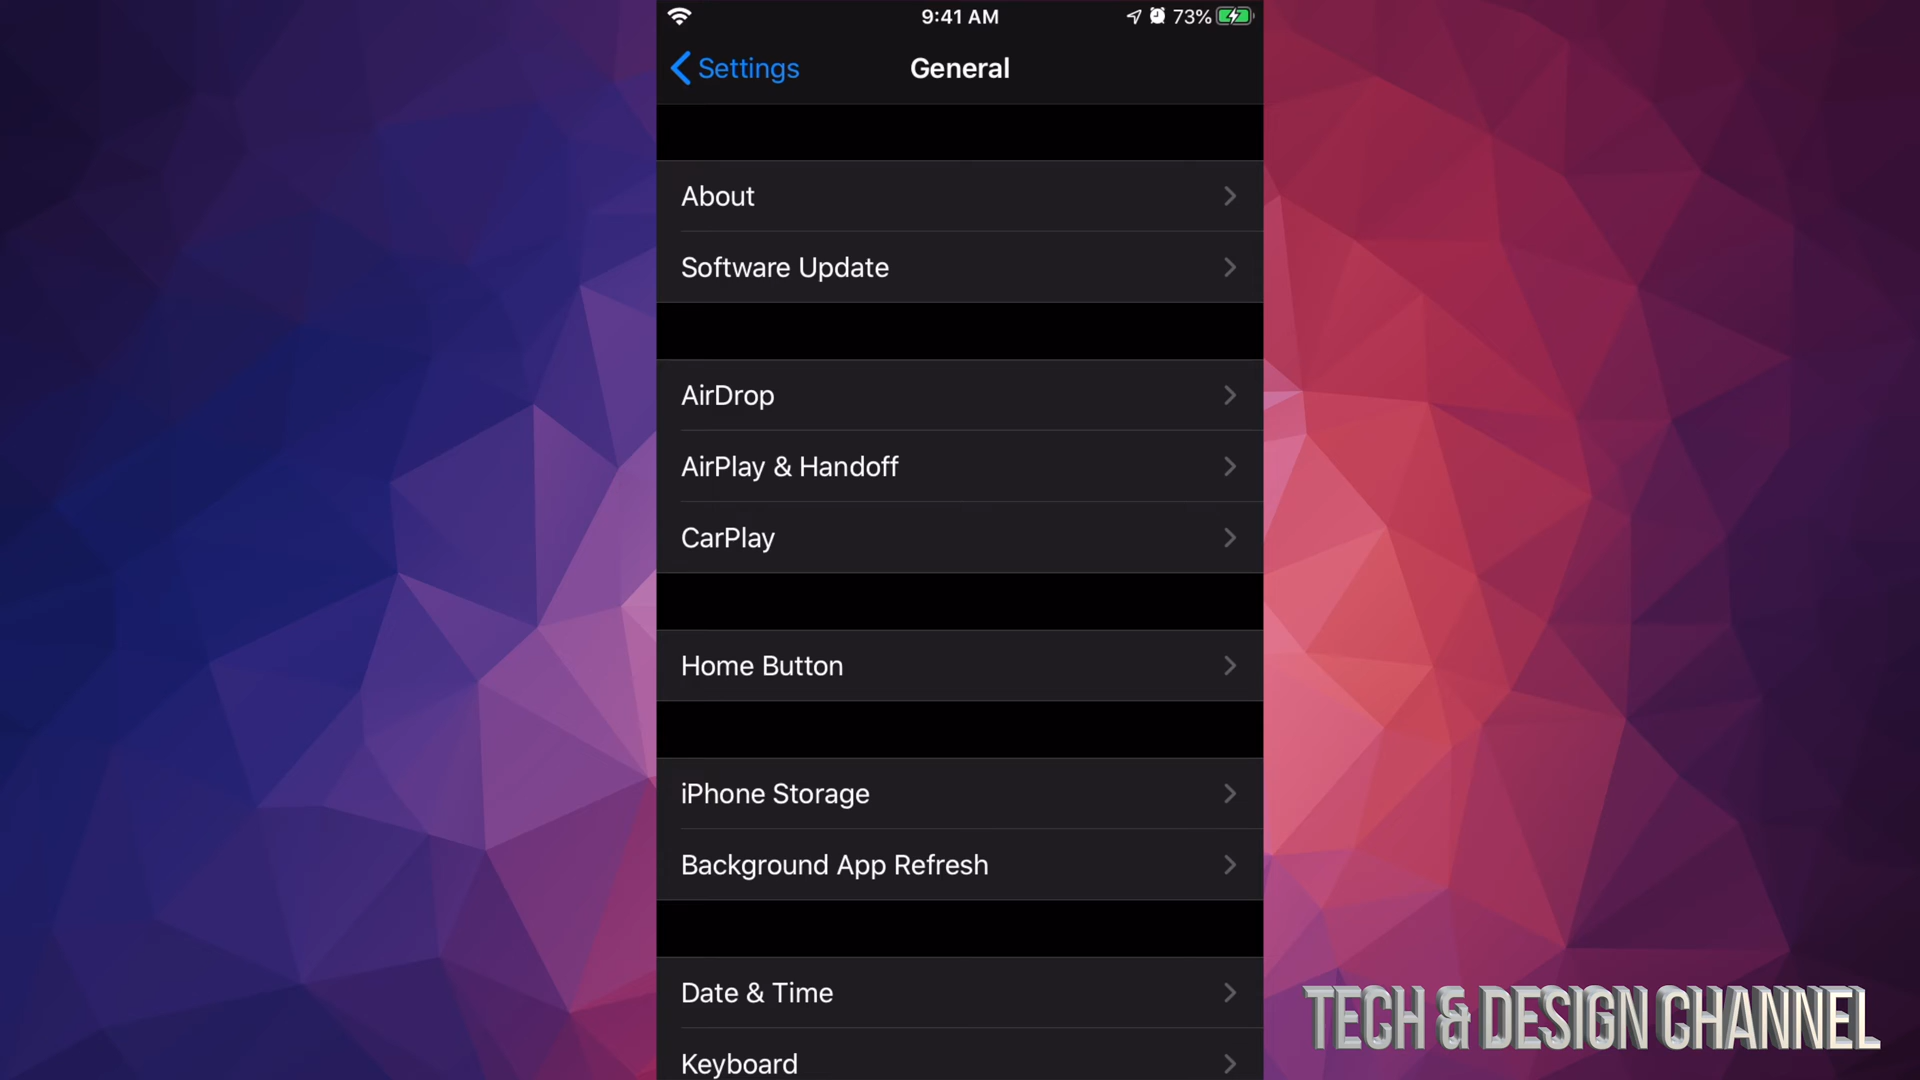 9:41 AM
73%
Settings
General
About
Software Update
AirDrop
AirPlay & Handoff
CarPlay
Home Button
iPhone Storage
Background App Refresh
Date & Time
Keyboard
TECH & DESIGN CHANNEL